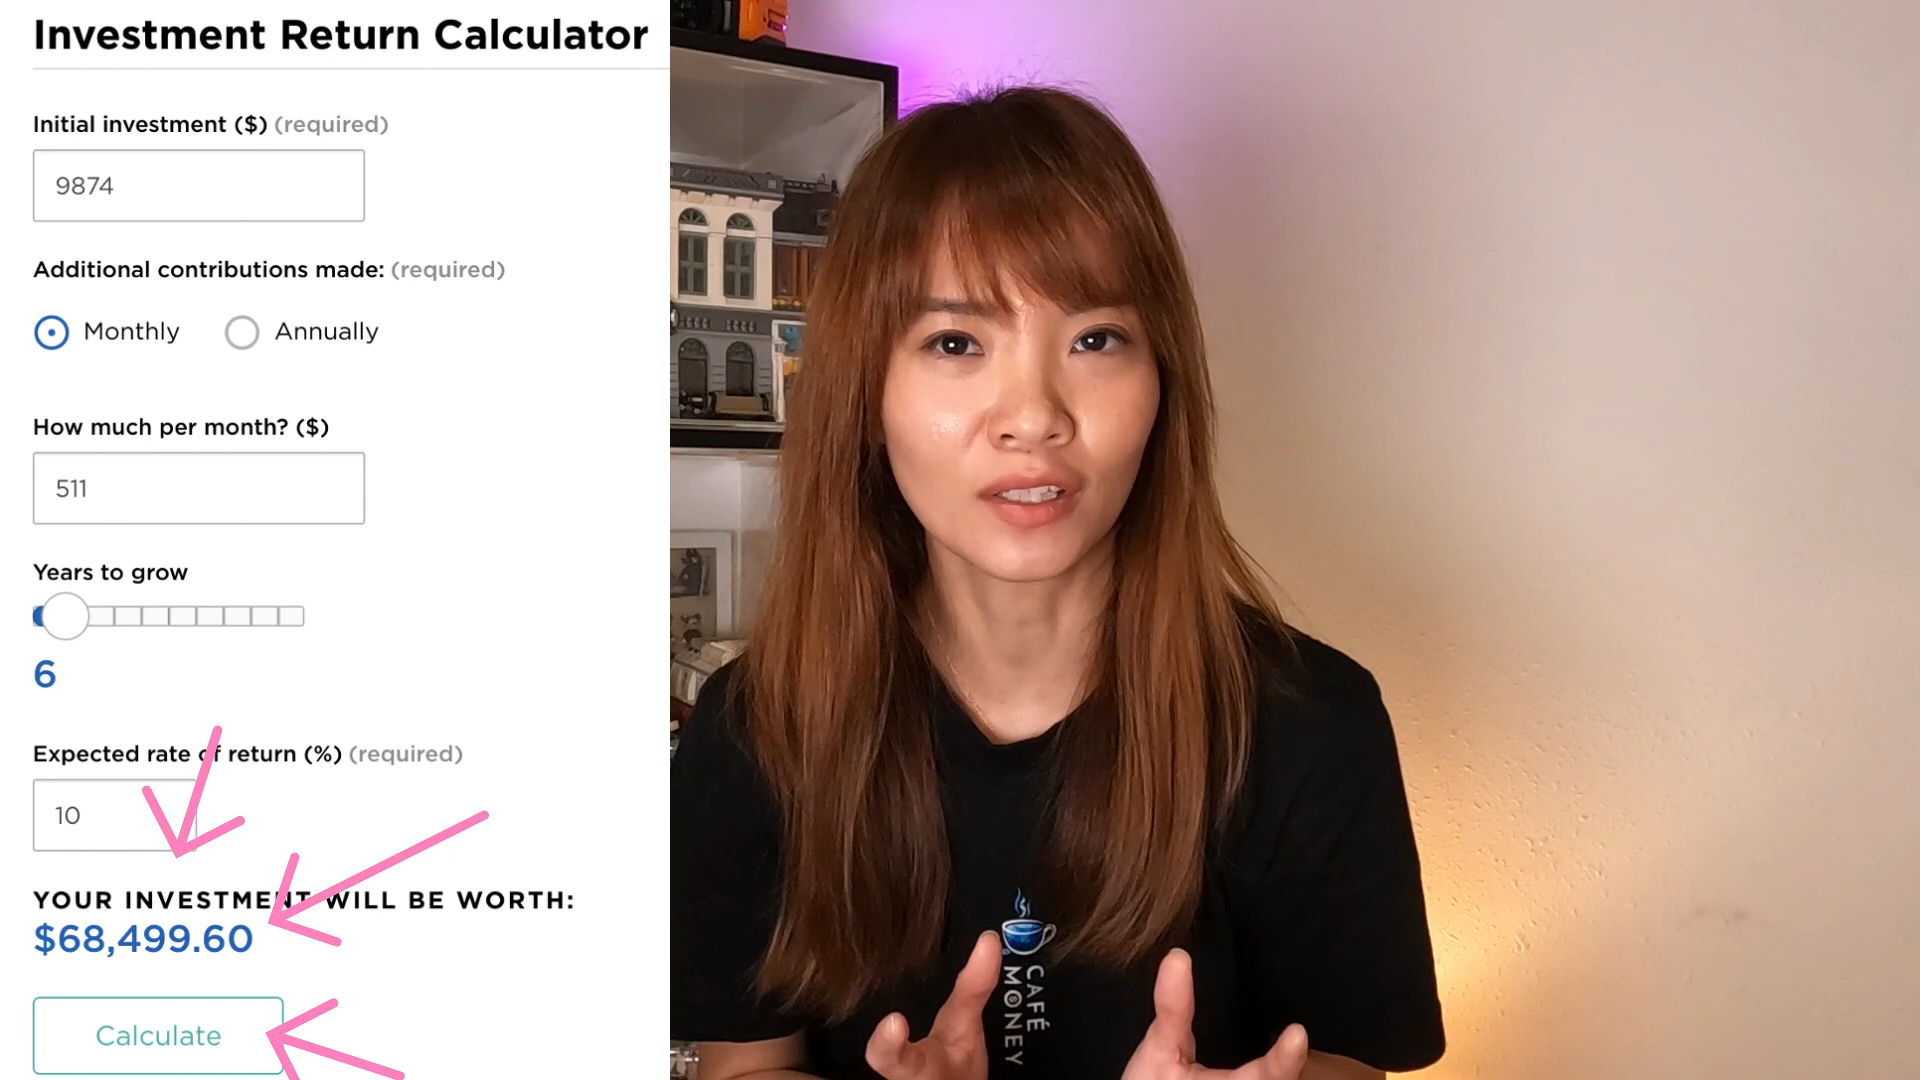 Investment Return Calculator
Initial investment ($) (required)
9874
Additional contributions made: (required)
Monthly Annually
How much per month? ($)
511
Years to grow
6
Expected rate of return (%) (required)
10
YOUR INVESTMENT WILL BE WORTH:
$68,499.60
Calculate
CAFÉ
MONEY